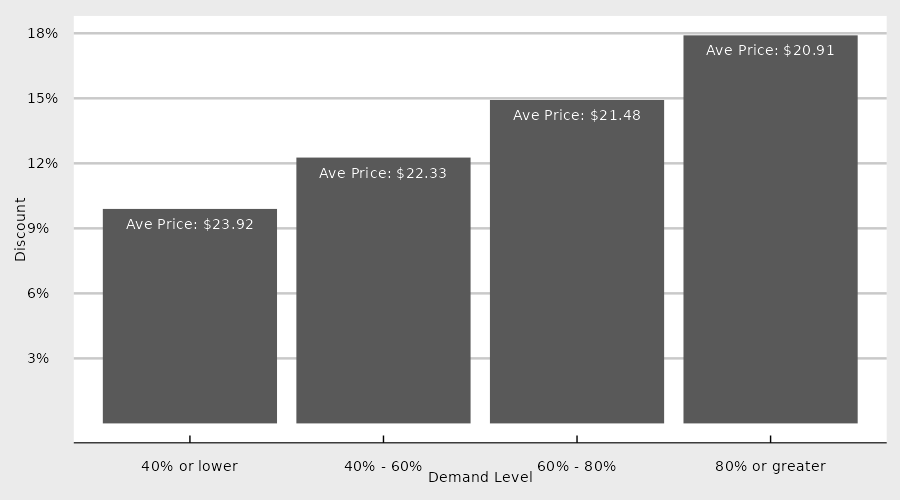 18%
15%
12%
9%
6%
3%
Discount
Ave Price: $23.92
Ave Price: $22.33
Ave Price: $21.48
Ave Price: $20.91
40% or lower
40% - 60%
60% - 80%
80% or greater
Demand Level